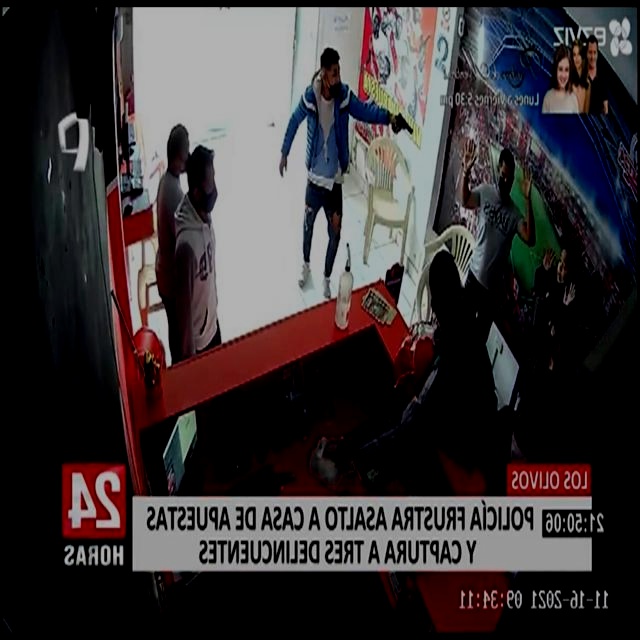 ezviz
Lunes a viernes 5:30 pm
LOS OLIVOS
21:50:06
POLICÍA FRUSTRA ASALTO A CASA DE APUESTAS
Y CAPTURA A TRES DELINCUENTES
24
HORAS
11-16-2021 09:34:11